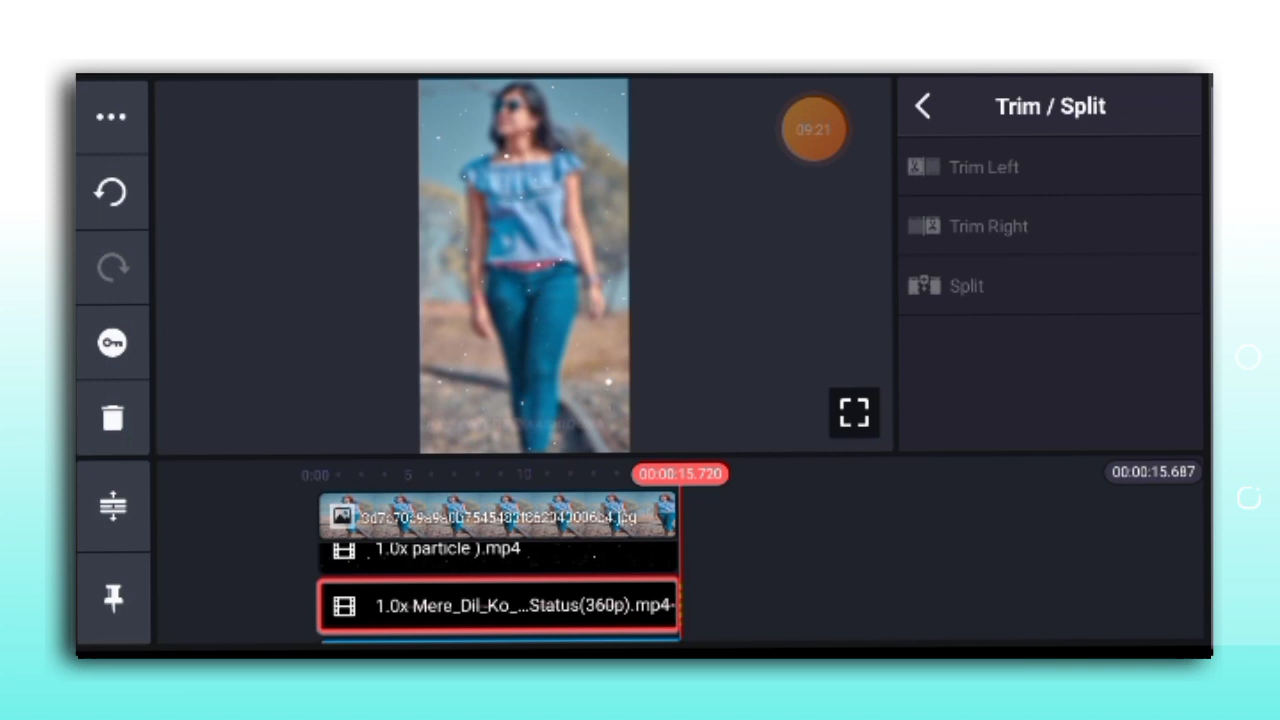 09:21
Trim / Split
Trim Left
Trim Right
Split
0:00
5
10
00:00:15.720
00:00:15.687
1.0x particle ).mp4
1.0x Mere_Dil_Ko_...Status(360p).mp4